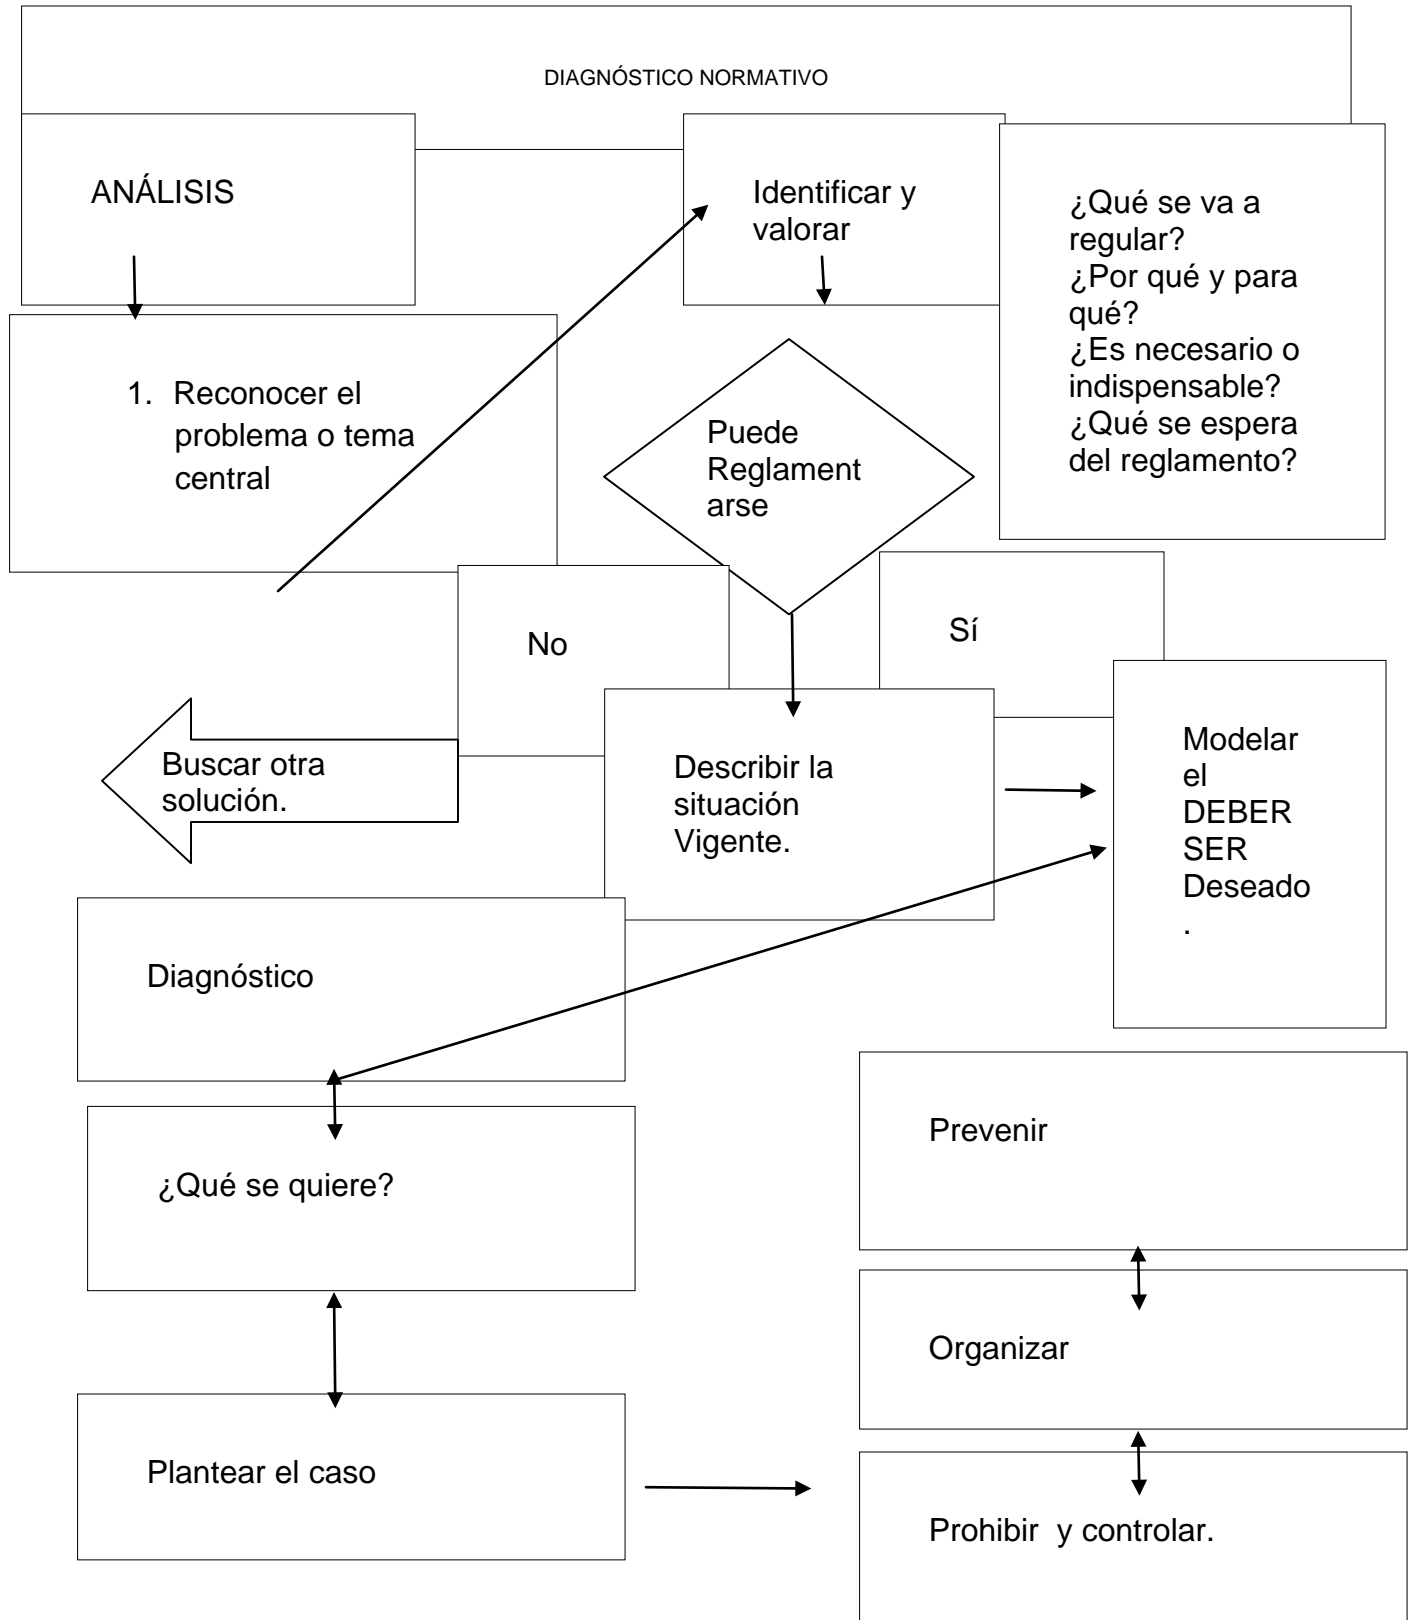 DIAGNÓSTICO NORMATIVO
ANÁLISIS
Identificar y
valorar
¿Qué se va a
regular?
¿Por qué y para
qué?
¿Es necesario o
indispensable?
¿Qué se espera
del reglamento?
1. Reconocer el
problema o tema
central
Puede
Reglament
arse
No
Sí
Buscar otra
solución.
Describir la
situación
Vigente.
Modelar
el
DEBER
SER
Deseado
.
Diagnóstico
¿Qué se quiere?
Plantear el caso
Prevenir
Organizar
Prohibir  y controlar.